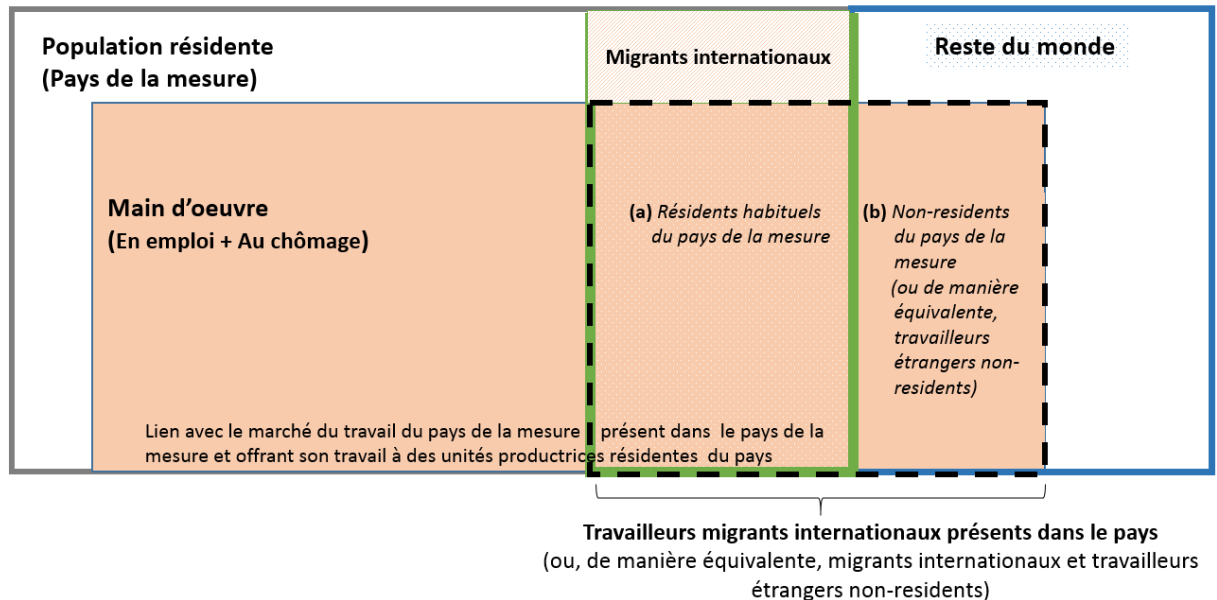 Population résidente
(Pays de la mesure)
Migrants internationaux
Reste du monde
Main d'oeuvre
(En emploi + Au chômage)
(a) Résidents habituels
du pays de la mesure
(b) Non-residents
du pays de la
mesure
(ou de manière
équivalente,
travailleurs
étrangers non-
residents)
Lien avec le marché du travail du pays de la mesure présent dans le pays de la
mesure et offrant son travail à des unités productrices résidentes du pays
Travailleurs migrants internationaux présents dans le pays
(ou, de manière équivalente, migrants internationaux et travailleurs
étrangers non-residents)